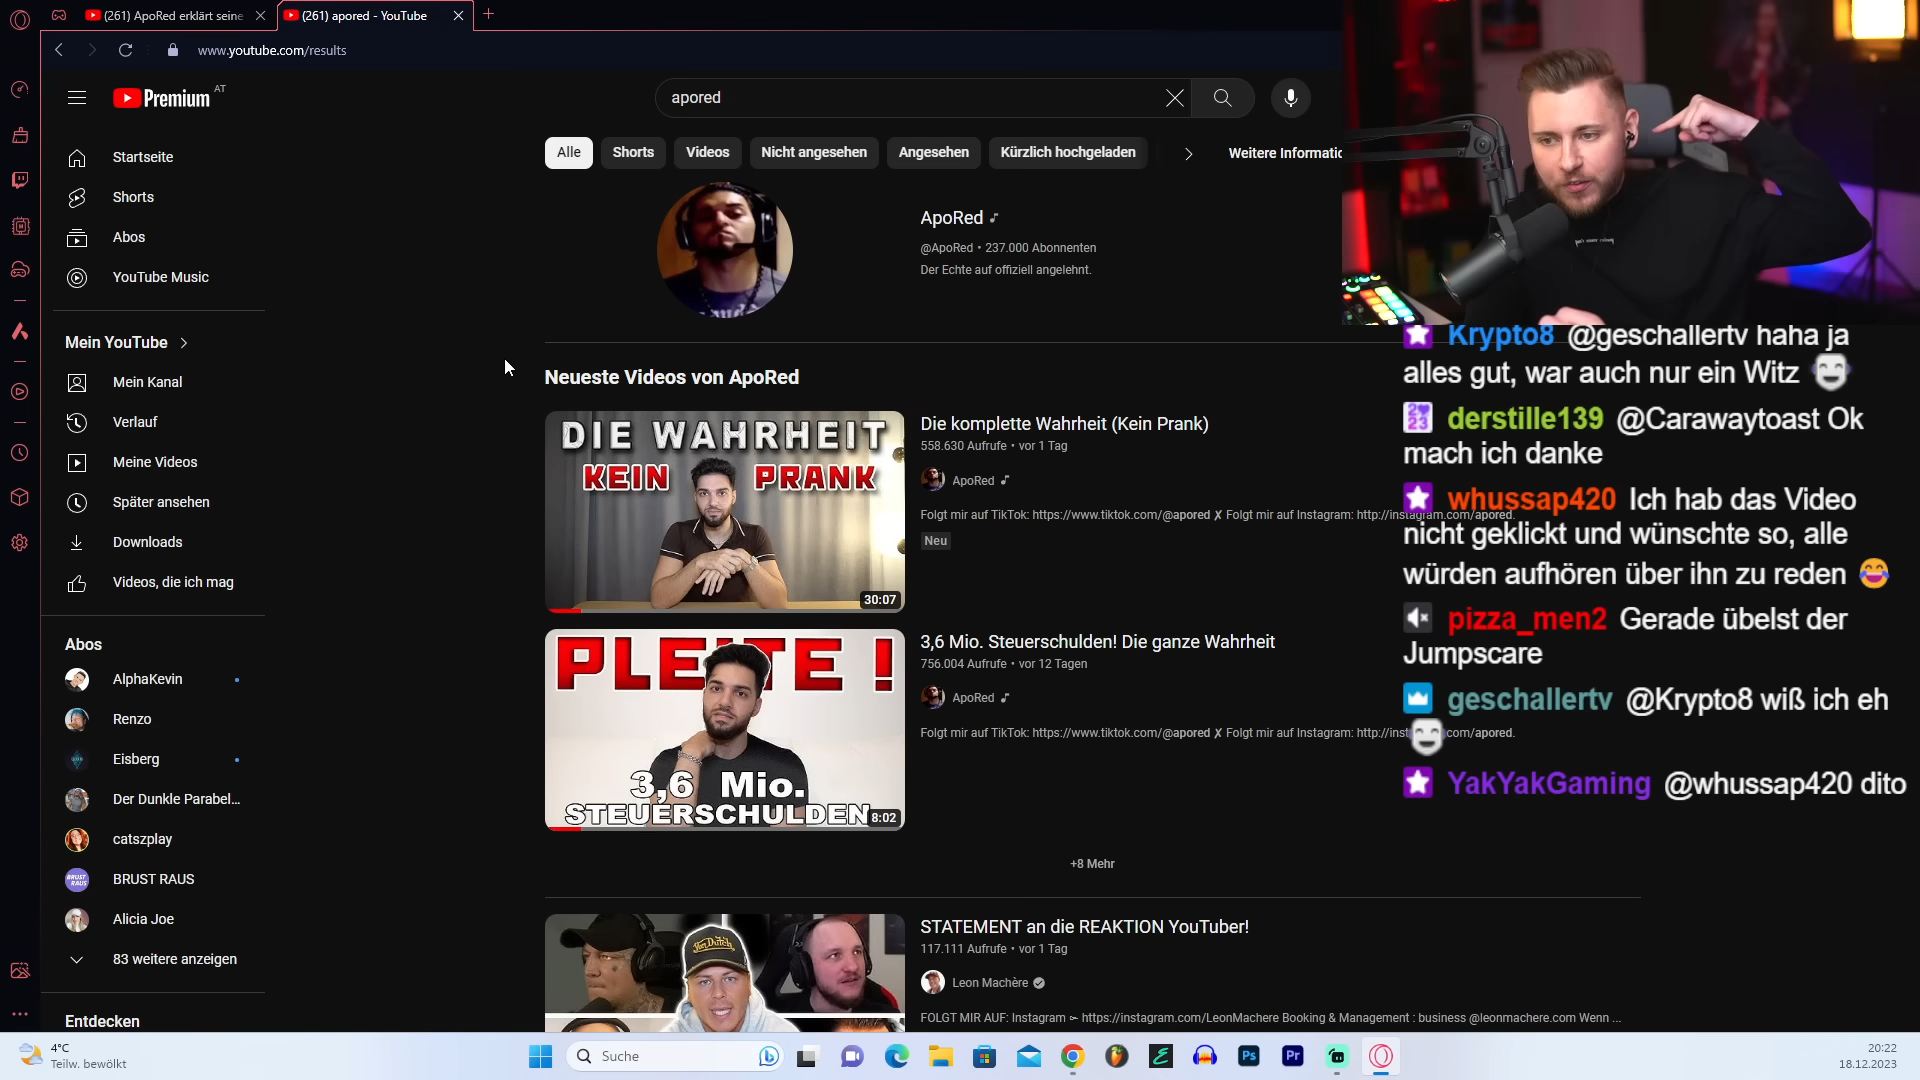 (261) ApoRed erklärt seine
(261) apored - YouTube
www.youtube.com/results
Premium AT
apored
Startseite
Shorts
Abos
YouTube Music
Mein YouTube
Mein Kanal
Verlauf
Meine Videos
Später ansehen
Downloads
Videos, die ich mag
Abos
AlphaKevin
Renzo
Eisberg
Der Dunkle Parabel...
catszplay
BRUST RAUS
Alicia Joe
83 weitere anzeigen
Entdecken
Alle
Shorts
Videos
Nicht angesehen
Angesehen
Kürzlich hochgeladen
Weitere Informatio
ApoRed
@ApoRed • 237.000 Abonnenten
Der Echte auf offiziell angelehnt.
Neueste Videos von ApoRed
DIE WAHRHEIT
KEIN PRANK
30:07
Die komplette Wahrheit (Kein Prank)
558.630 Aufrufe • vor 1 Tag
ApoRed
Folgt mir auf TikTok: https://www.tiktok.com/@apored ✗ Folgt mir auf Instagram: http://instagram.com/apored.
Neu
PLEITE !
3,6 Mio.
STEUERSCHULDEN
8:02
3,6 Mio. Steuerschulden! Die ganze Wahrheit
756.004 Aufrufe • vor 12 Tagen
ApoRed
Folgt mir auf TikTok: https://www.tiktok.com/@apored ✗ Folgt mir auf Instagram: http://inst com/apored.
+8 Mehr
Von Dutch
STATEMENT an die REAKTION YouTuber!
117.111 Aufrufe • vor 1 Tag
Leon Machère
FOLGT MIR AUF: Instagram ► https://instagram.com/LeonMachere Booking & Management : business @leonmachere.com Wenn ...
Krypto8 @geschallertv haha ja
alles gut, war auch nur ein Witz
derstille139 @Carawaytoast Ok
mach ich danke
whussap420 Ich hab das Video
nicht geklickt und wünschte so, alle
würden aufhören über ihn zu reden
pizza_men2 Gerade übelst der
Jumpscare
geschallertv @Krypto8 wiß ich eh
YakYakGaming @whussap420 dito
4°C
Teilw. bewölkt
Suche
Ps
Pr
20:22
18.12.2023